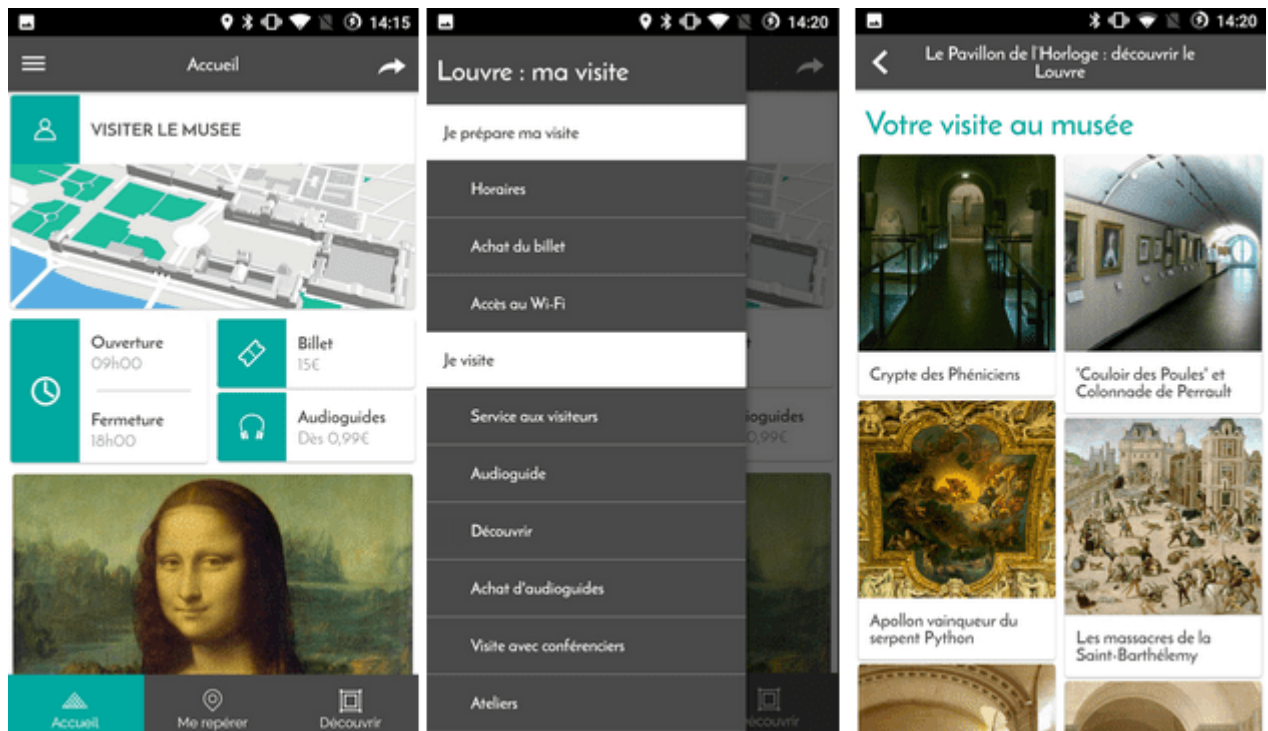 14:15
Accueil
VISITER LE MUSEE
Ouverture
09h00
Fermeture
18h00
Billet
15€
Audioguides
Dès 0,99€
Accueil
Me repérer
Découvrir
14:20
Louvre : ma visite
Je prépare ma visite
Horaires
Achat du billet
Accès au Wi-Fi
Je visite
Service aux visiteurs
Audioguide
Découvrir
Achat d'audioguides
Visite avec conférenciers
Ateliers
ioguides
0,99€
écouvrir
14:20
Le Pavillon de l'Horloge : découvrir le
Louvre
Votre visite au musée
Crypte des Phéniciens
"Couloir des Poules" et
Colonnade de Perrault
Apollon vainqueur du
serpent Python
Les massacres de la
Saint-Barthélemy